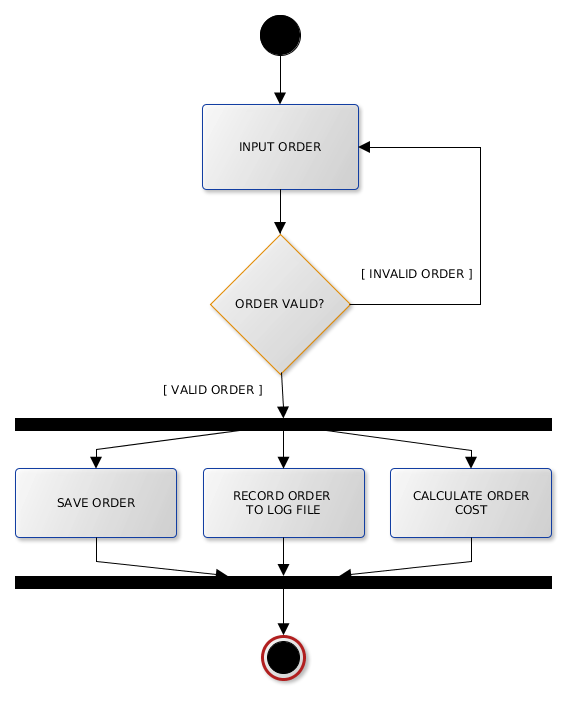 INPUT ORDER
[ INVALID ORDER ]
ORDER VALID?
[ VALID ORDER ]
SAVE ORDER
RECORD ORDER
TO LOG FILE
CALCULATE ORDER
COST